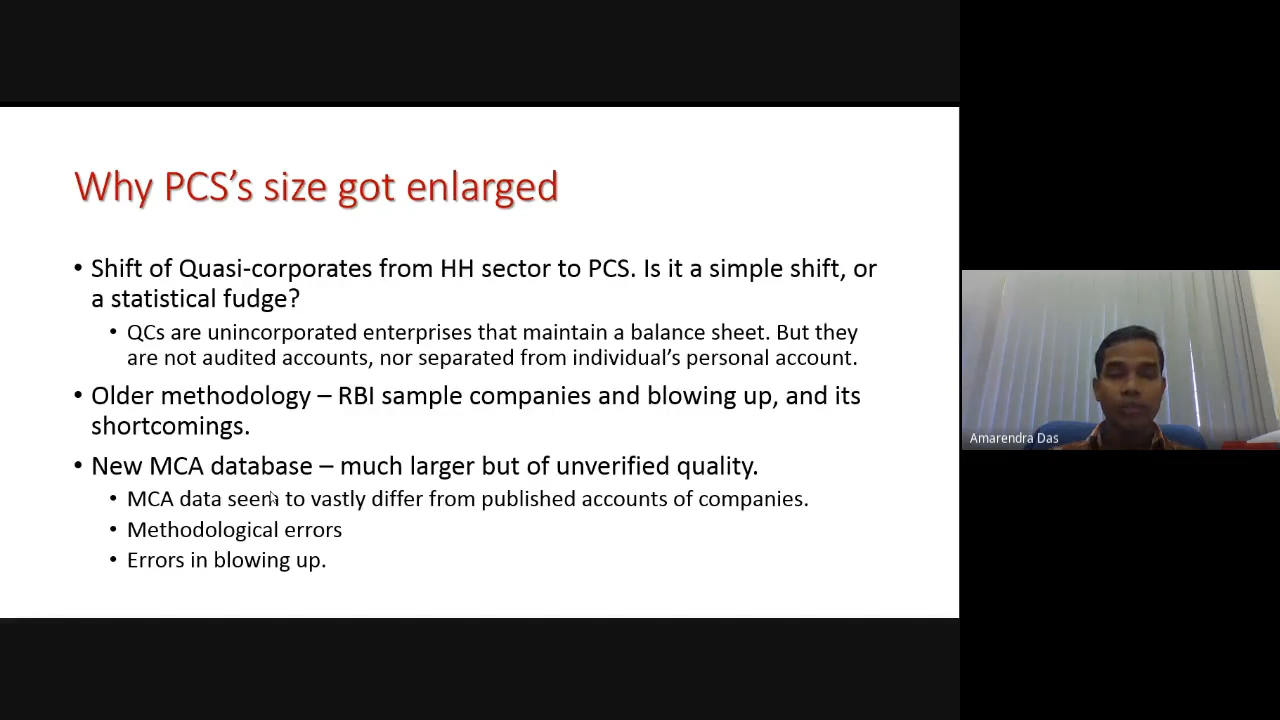 Why PCS's size got enlarged
• Shift of Quasi-corporates from HH sector to PCS. Is it a simple shift, or
a statistical fudge?
• QCs are unincorporated enterprises that maintain a balance sheet. But they
are not audited accounts, nor separated from individual's personal account.
• Older methodology – RBI sample companies and blowing up, and its
shortcomings.
• New MCA database – much larger but of unverified quality.
• MCA data seem to vastly differ from published accounts of companies.
• Methodological errors
• Errors in blowing up.
Amarendra Das